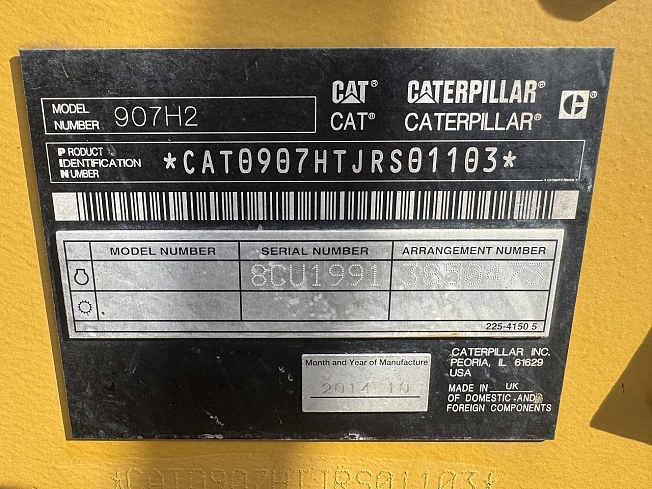 CAT® CATERPILLAR®
MODEL NUMBER 907H2
CAT® CATERPILLAR®
PRODUCT IDENTIFICATION NUMBER
*CAT0907HTJRS01103*
MODEL NUMBER SERIAL NUMBER ARRANGEMENT NUMBER
8CU1991
225-4150 5
Month and Year of Manufacture
2014 10
CATERPILLAR INC.
PEORIA, IL 61629
USA
MADE IN UK
OF DOMESTIC AND
FOREIGN COMPONENTS
*CAT0907HTJRS01103*